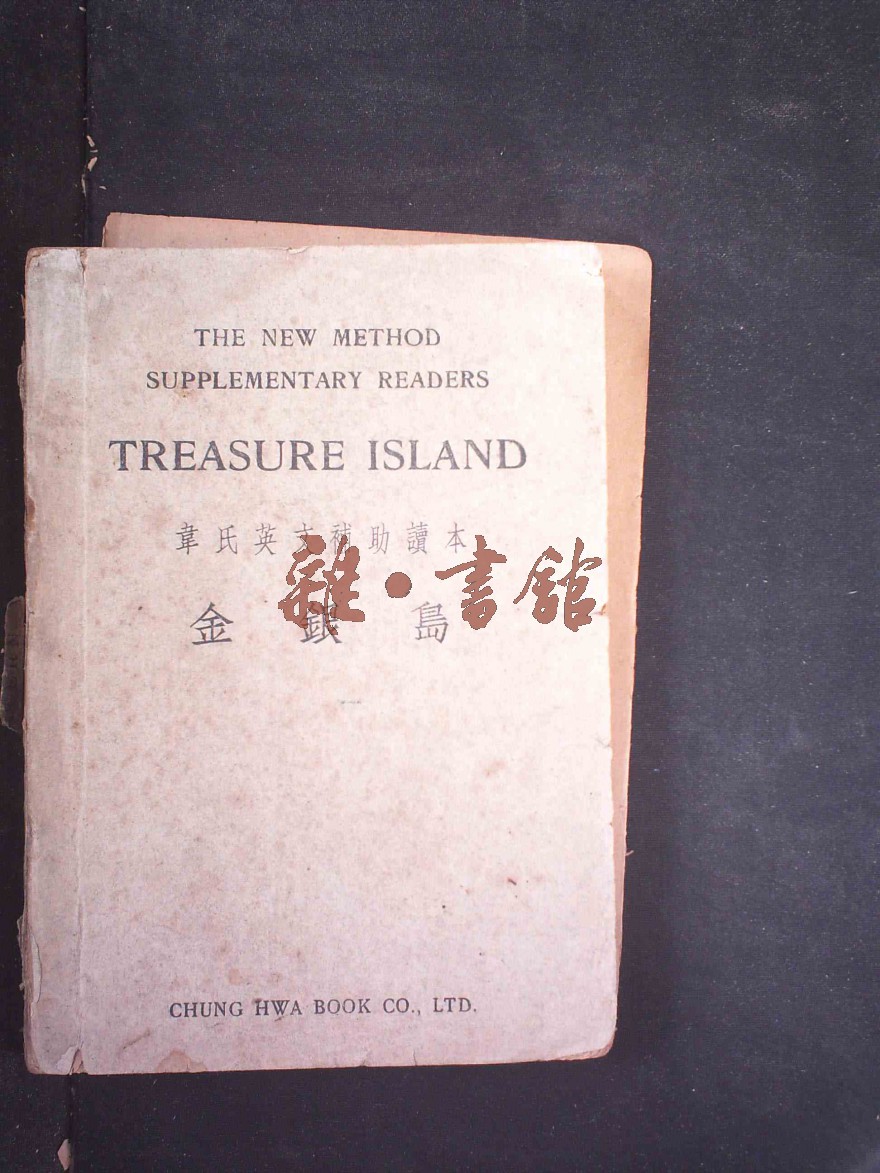 THE NEW METHOD
SUPPLEMENTARY READERS
TREASURE ISLAND
韋氏英文補助讀本
雜·書館
金銀島
CHUNG HWA BOOK CO., LTD.